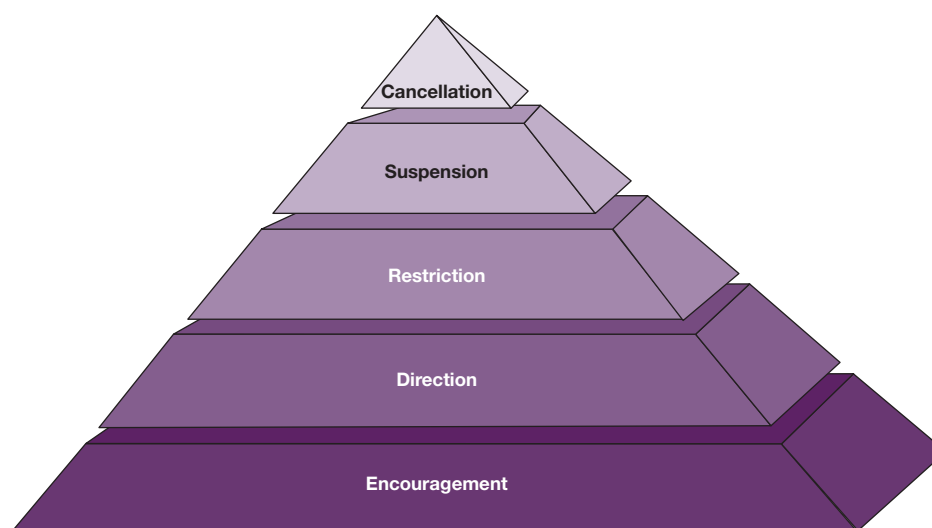 Cancellation
Suspension
Restriction
Direction
Encouragement